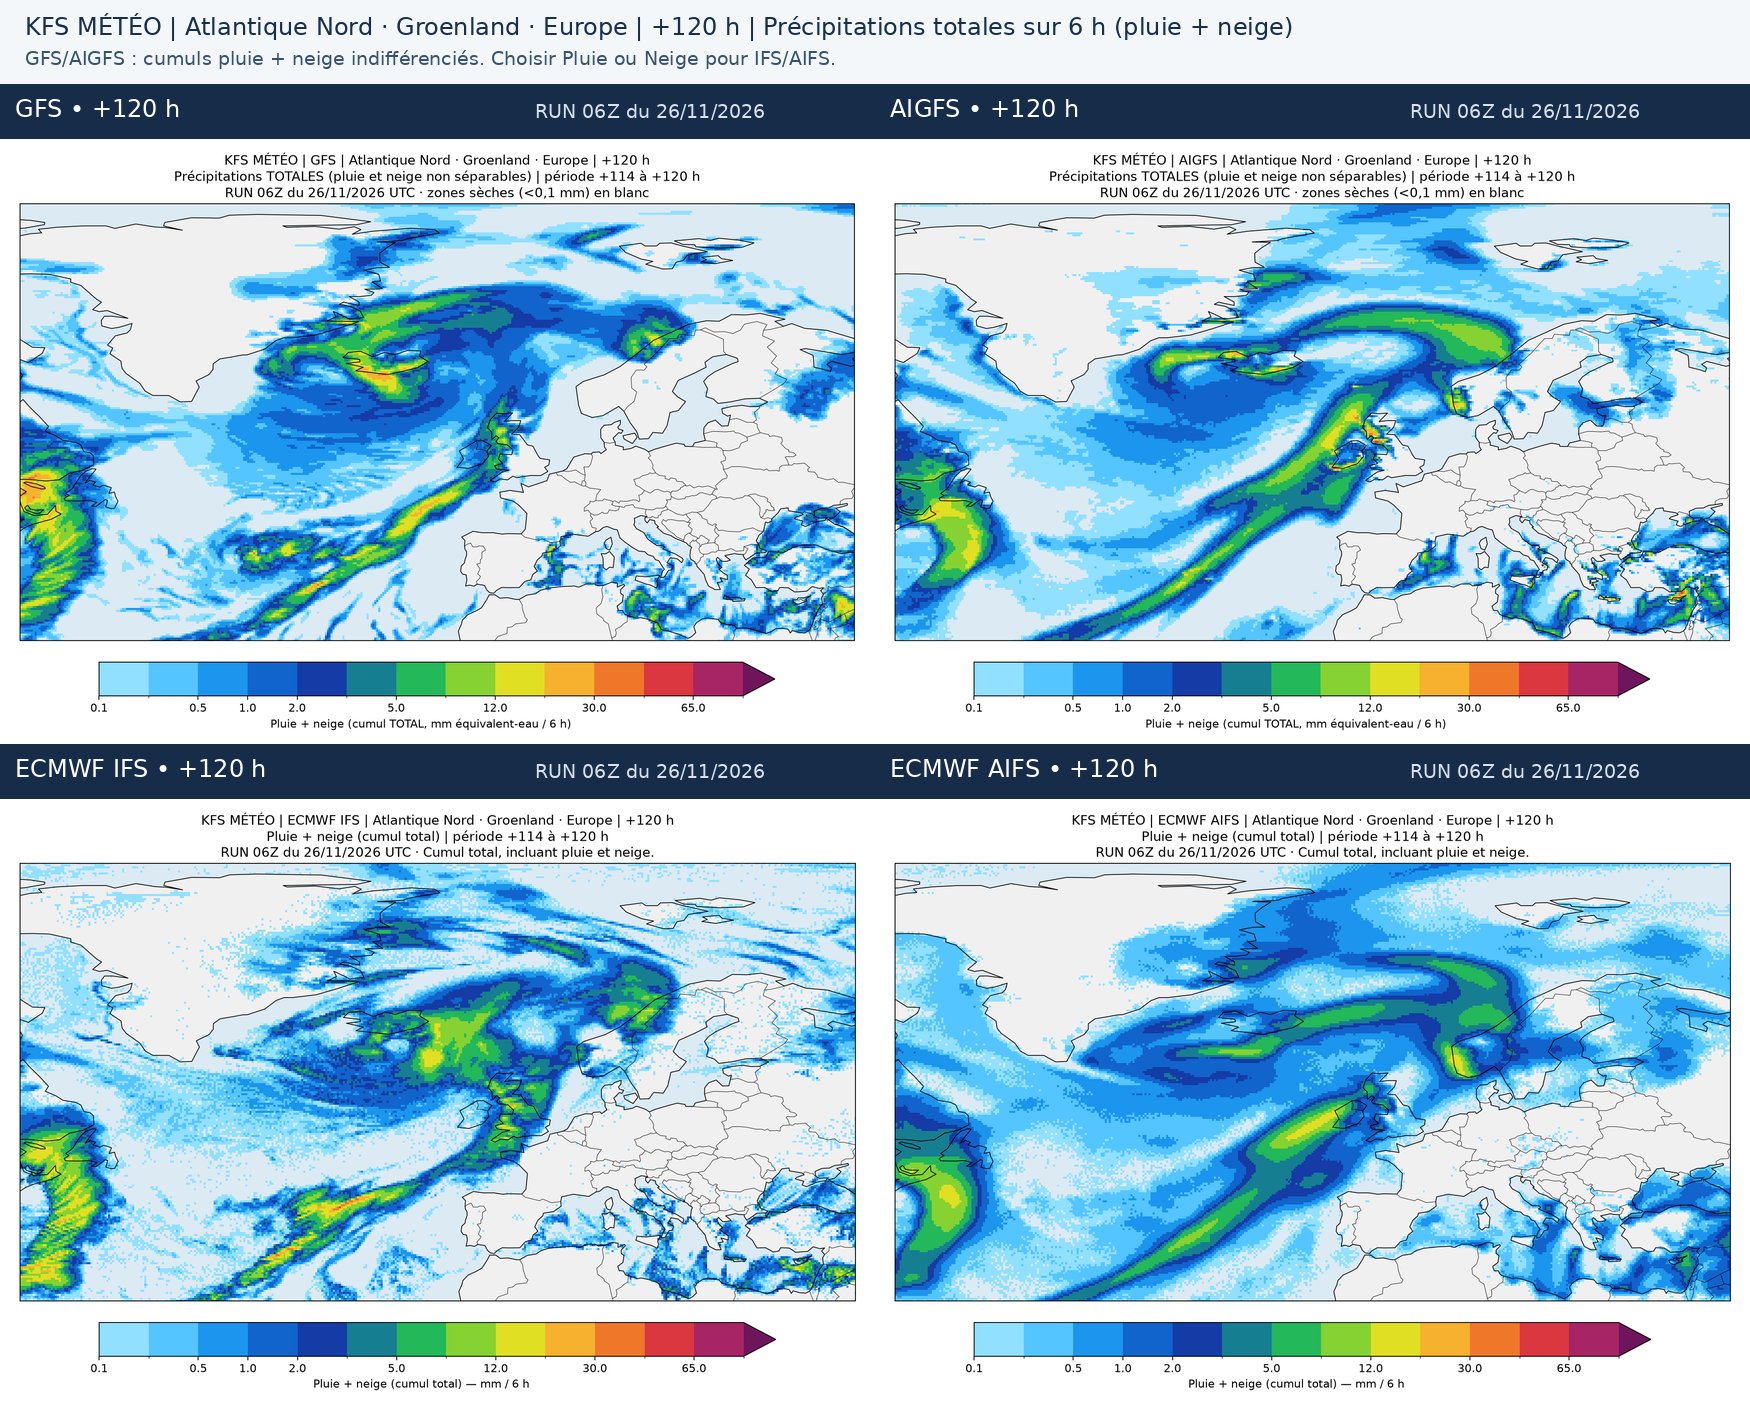 KFS MÉTÉO | Atlantique Nord · Groenland · Europe | +120 h | Précipitations totales sur 6 h (pluie + neige)
GFS/AIGFS : cumuls pluie + neige indifférenciés. Choisir Pluie ou Neige pour IFS/AIFS.
GFS • +120 h RUN 06Z du 26/11/2026
KFS MÉTÉO | GFS | Atlantique Nord · Groenland · Europe | +120 h
Précipitations TOTALES (pluie et neige non séparables) | période +114 à +120 h
RUN 06Z du 26/11/2026 UTC · zones sèches (<0,1 mm) en blanc
0.1 0.5 1.0 2.0 5.0 12.0 30.0 65.0
Pluie + neige (cumul TOTAL, mm équivalent-eau / 6 h)
AIGFS • +120 h RUN 06Z du 26/11/2026
KFS MÉTÉO | AIGFS | Atlantique Nord · Groenland · Europe | +120 h
Précipitations TOTALES (pluie et neige non séparables) | période +114 à +120 h
RUN 06Z du 26/11/2026 UTC · zones sèches (<0,1 mm) en blanc
0.1 0.5 1.0 2.0 5.0 12.0 30.0 65.0
Pluie + neige (cumul TOTAL, mm équivalent-eau / 6 h)
ECMWF IFS • +120 h RUN 06Z du 26/11/2026
KFS MÉTÉO | ECMWF IFS | Atlantique Nord · Groenland · Europe | +120 h
Pluie + neige (cumul total) | période +114 à +120 h
RUN 06Z du 26/11/2026 UTC · Cumul total, incluant pluie et neige.
0.1 0.5 1.0 2.0 5.0 12.0 30.0 65.0
Pluie + neige (cumul total) — mm / 6 h
ECMWF AIFS • +120 h RUN 06Z du 26/11/2026
KFS MÉTÉO | ECMWF AIFS | Atlantique Nord · Groenland · Europe | +120 h
Pluie + neige (cumul total) | période +114 à +120 h
RUN 06Z du 26/11/2026 UTC · Cumul total, incluant pluie et neige.
0.1 0.5 1.0 2.0 5.0 12.0 30.0 65.0
Pluie + neige (cumul total) — mm / 6 h